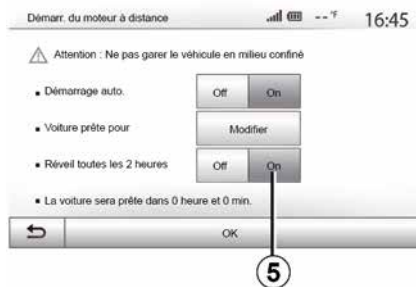 Démarr. du moteur à distance --°F 16:45
Attention : Ne pas garer le véhicule en milieu confiné
Démarrage auto. Off On
Voiture prête pour Modifier
Réveil toutes les 2 heures Off On
La voiture sera prête dans 0 heure et 0 min.
OK
5